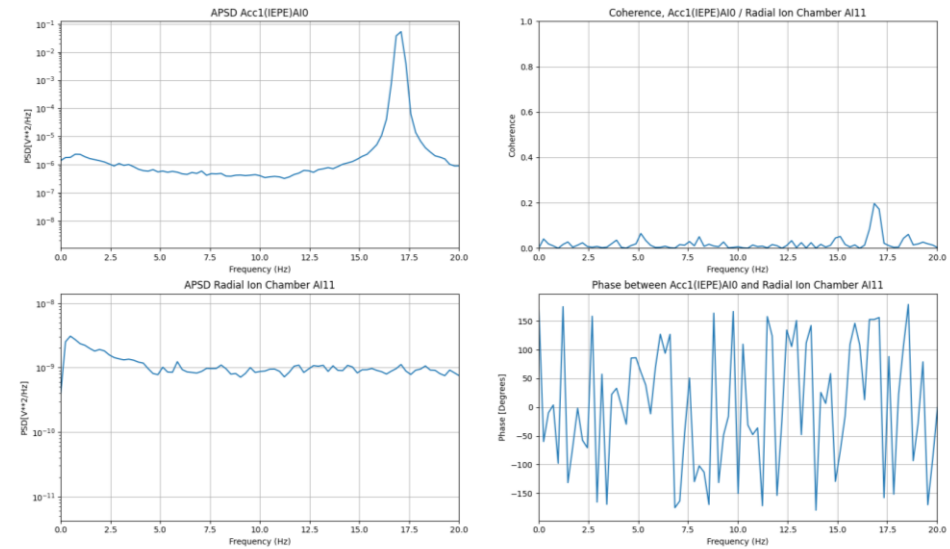 APSD Acc1(IEPE)AI0
PSD[V**2/Hz]
10⁻¹
10⁻²
10⁻³
10⁻⁴
10⁻⁵
10⁻⁶
10⁻⁷
10⁻⁸
0.0 2.5 5.0 7.5 10.0 12.5 15.0 17.5 20.0
Frequency (Hz)
Coherence, Acc1(IEPE)AI0 / Radial Ion Chamber AI11
Coherence
1.0
0.8
0.6
0.4
0.2
0.0
0.0 2.5 5.0 7.5 10.0 12.5 15.0 17.5 20.0
Frequency (Hz)
APSD Radial Ion Chamber AI11
PSD[V**2/Hz]
10⁻⁸
10⁻⁹
10⁻¹⁰
10⁻¹¹
0.0 2.5 5.0 7.5 10.0 12.5 15.0 17.5 20.0
Frequency (Hz)
Phase between Acc1(IEPE)AI0 and Radial Ion Chamber AI11
Phase [Degrees]
150
100
50
0
−50
−100
−150
0.0 2.5 5.0 7.5 10.0 12.5 15.0 17.5 20.0
Frequency (Hz)